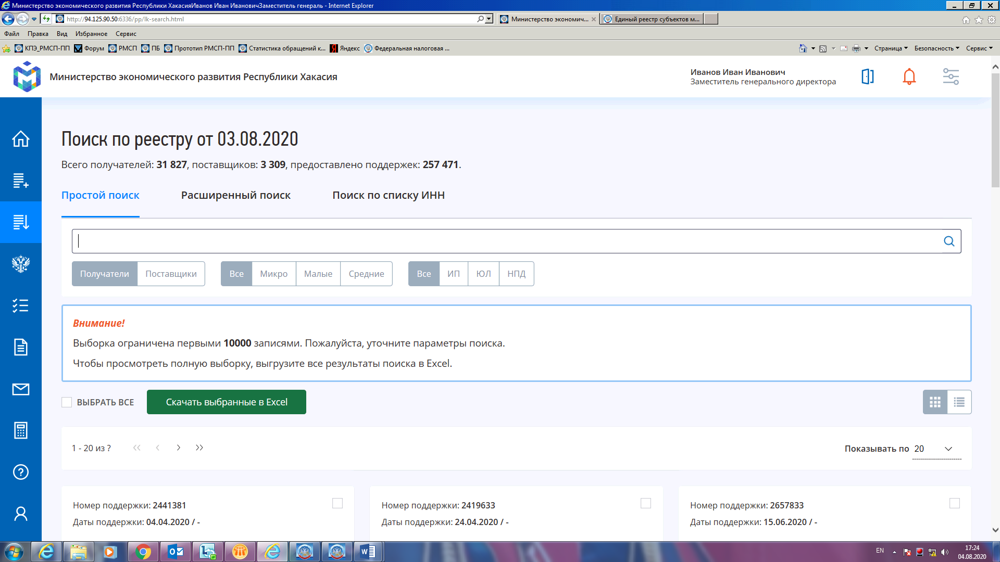 Министерство экономического развития Республики ХакасияИванов Иван ИвановичЗаместитель генераль - Internet Explorer
http://94.125.90.50:6336/pp/lk-search.html
Министерство экономич...
Единый реестр субъектов м...
Файл Правка Вид Избранное Сервис
КПЭ_РМСП-ПП Форум РМСП ПБ Прототип РМСП-ПП Статистика обращений к... Яндекс Федеральная налоговая ...
Страница Безопасность Сервис
Министерство экономического развития Республики Хакасия
Иванов Иван Иванович
Заместитель генерального директора
Поиск по реестру от 03.08.2020
Всего получателей: 31 827, поставщиков: 3 309, предоставлено поддержек: 257 471.
Простой поиск Расширенный поиск Поиск по списку ИНН
Получатели Поставщики Все Микро Малые Средние Все ИП ЮЛ НПД
Внимание!
Выборка ограничена первыми 10000 записями. Пожалуйста, уточните параметры поиска.
Чтобы просмотреть полную выборку, выгрузите все результаты поиска в Excel.
ВЫБРАТЬ ВСЕ Скачать выбранные в Excel
1 - 20 из ? Показывать по 20
Номер поддержки: 2441381
Даты поддержки: 04.04.2020 / -
Номер поддержки: 2419633
Даты поддержки: 24.04.2020 / -
Номер поддержки: 2657833
Даты поддержки: 15.06.2020 / -
EN
17:24
04.08.2020